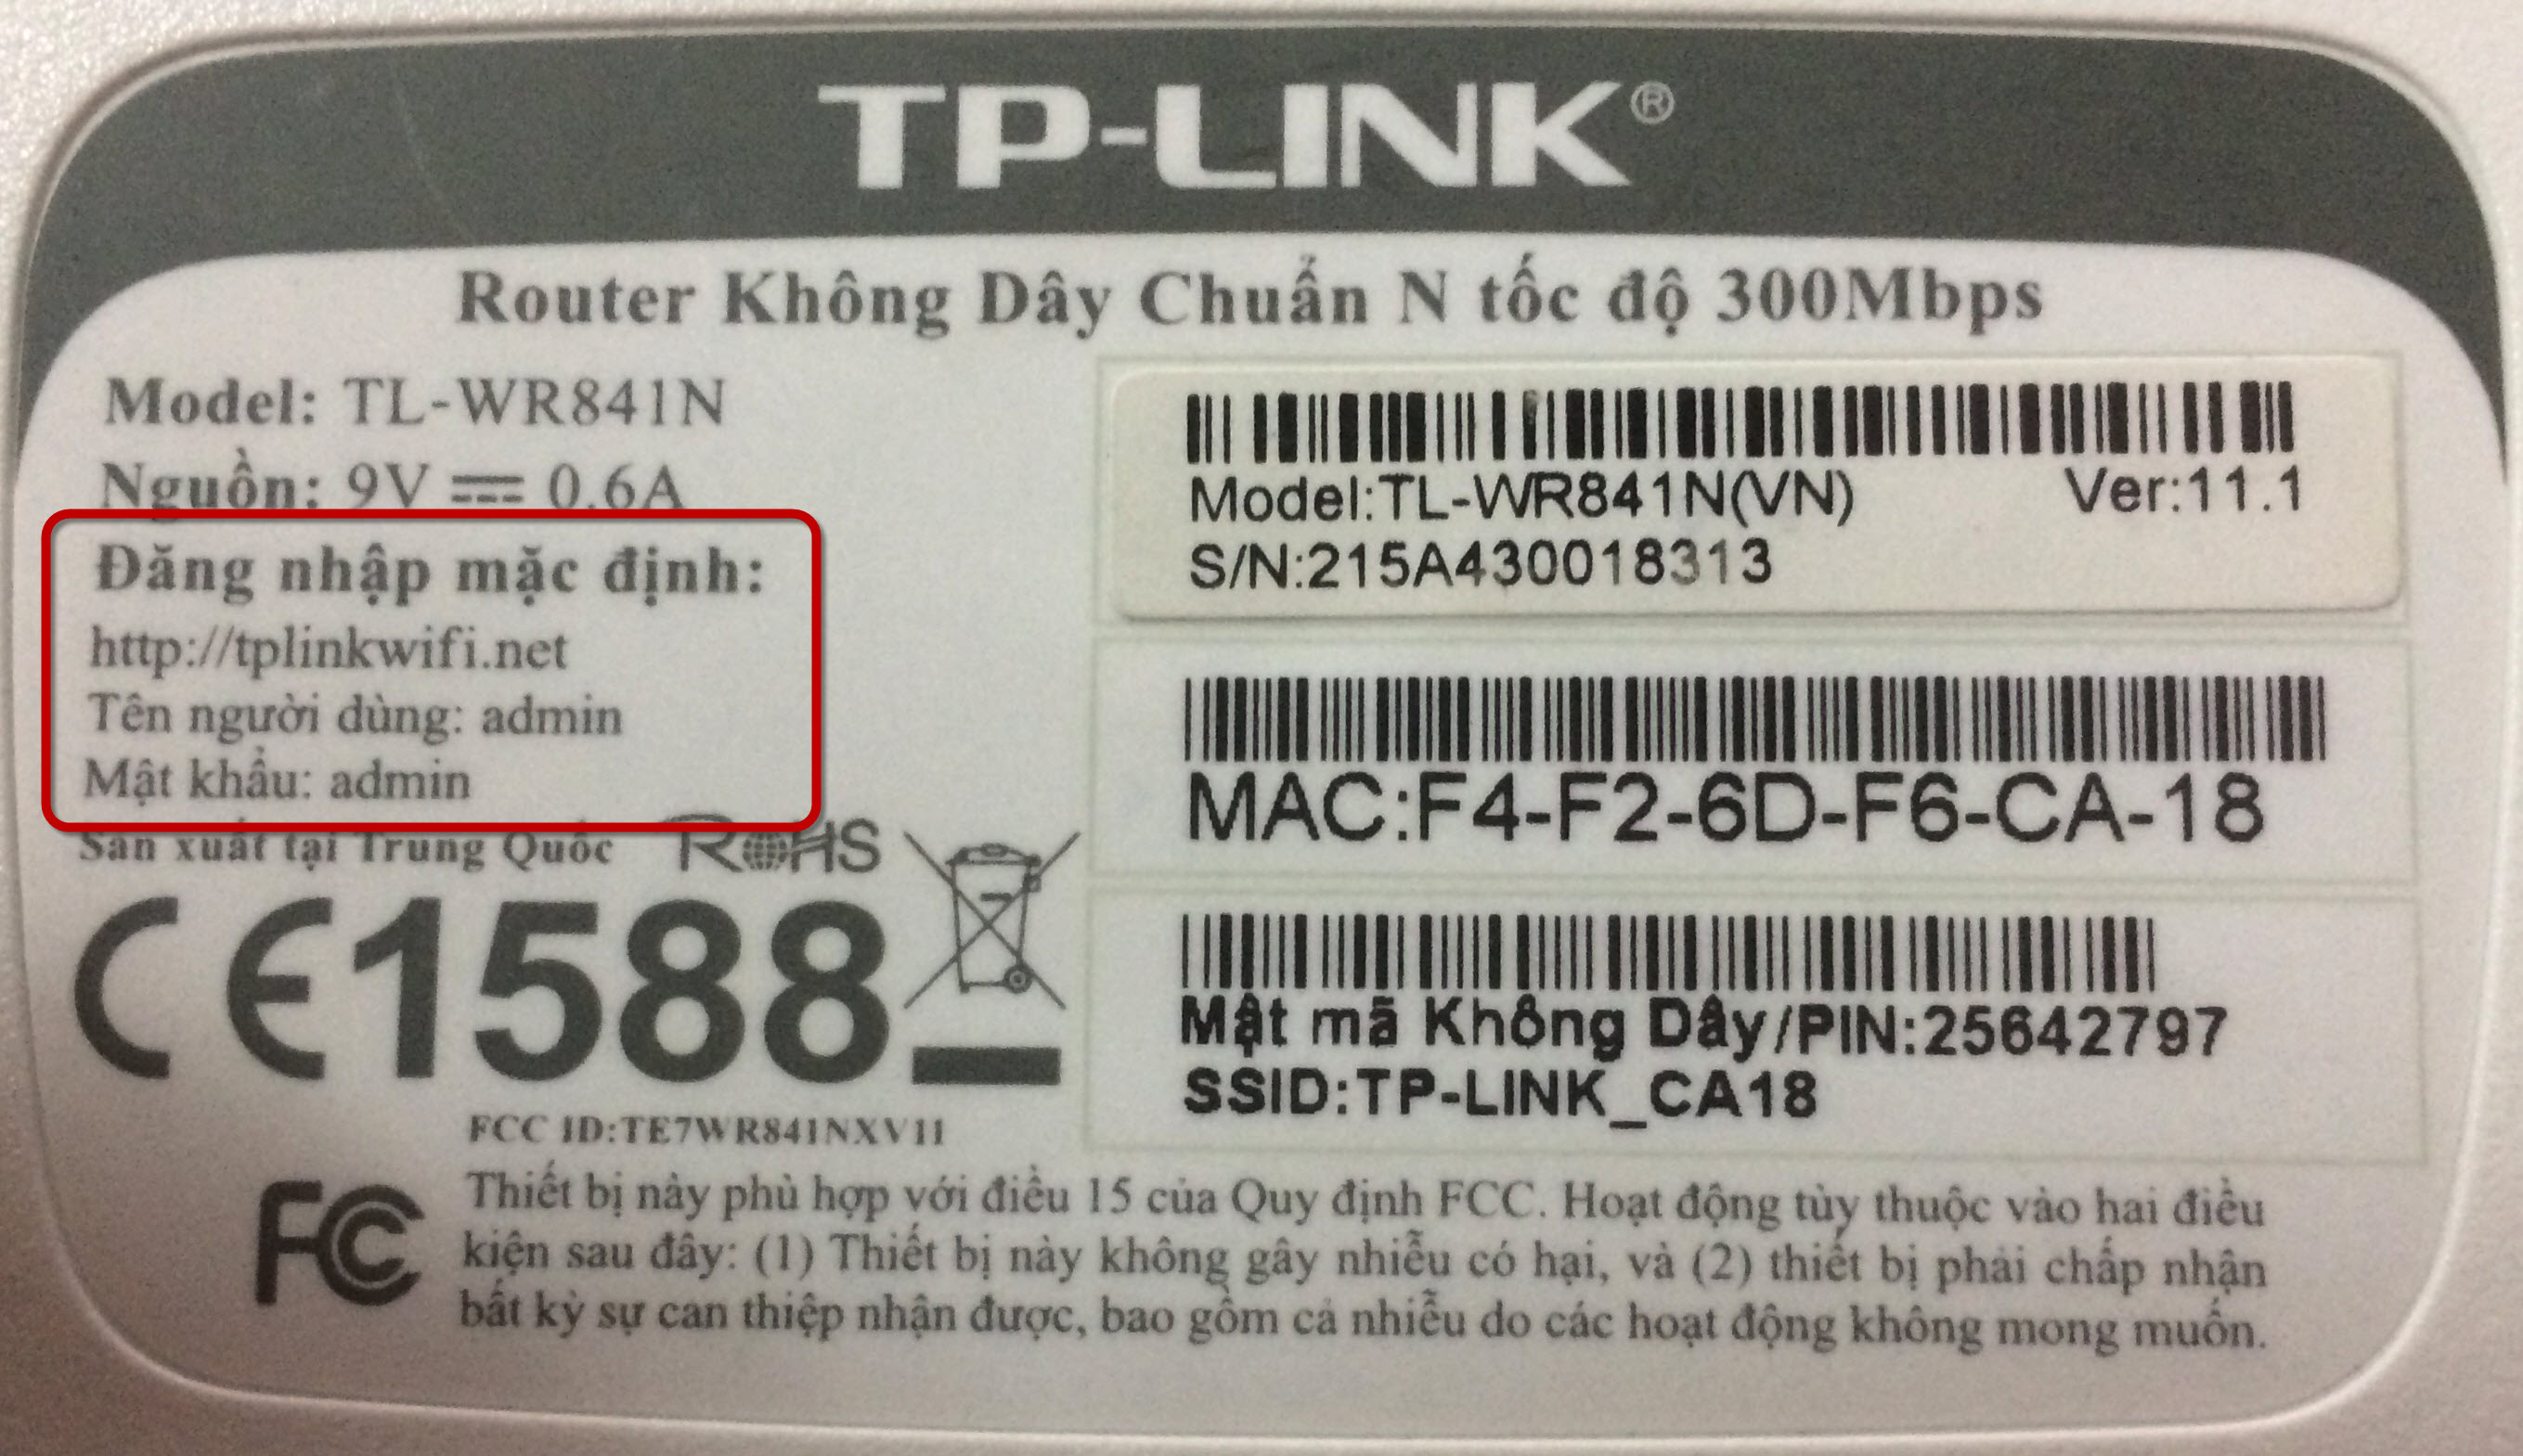 TP-LINK®
Router Không Dây Chuẩn N tốc độ 300Mbps
Model: TL-WR841N
Nguồn: 9V 0.6A
Đăng nhập mặc định:
http://tplinkwifi.net
Tên người dùng: admin
Mật khẩu: admin
Sản xuất tại Trung Quốc RoHS
CE1588
FCC ID:TE7WR841NXV11
Model:TL-WR841N(VN) Ver:11.1
S/N:215A430018313
MAC:F4-F2-6D-F6-CA-18
Mật mã Không Dây/PIN:25642797
SSID:TP-LINK_CA18
FC Thiết bị này phù hợp với điều 15 của Quy định FCC. Hoạt động tùy thuộc vào hai điều
kiện sau đây: (1) Thiết bị này không gây nhiễu có hại, và (2) thiết bị phải chấp nhận
bất kỳ sự can thiệp nhận được, bao gồm cả nhiễu do các hoạt động không mong muốn.